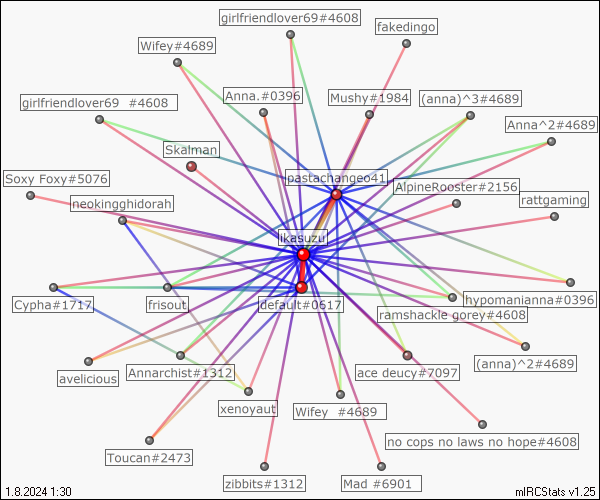 girlfriendlover69#4608
fakedingo
Wifey#4689
Anna.#0396
Mushy#1984
(anna)^3#4689
girlfriendlover69 #4608
Anna^2#4689
Skalman
pastachangeo41
Soxy Foxy#5076
AlpineRooster#2156
neokingghidorah
rattgaming
ikasuzu
Cypha#1717
frisout
default#0617
hypomanianna#0396
ramshackle gorey#4608
avelicious
Annarchist#1312
ace deucy#7097
(anna)^2#4689
xenoyaut
Wifey #4689
no cops no laws no hope#4608
Toucan#2473
zibbits#1312
Mad #6901
1.8.2024 1:30
mIRCStats v1.25